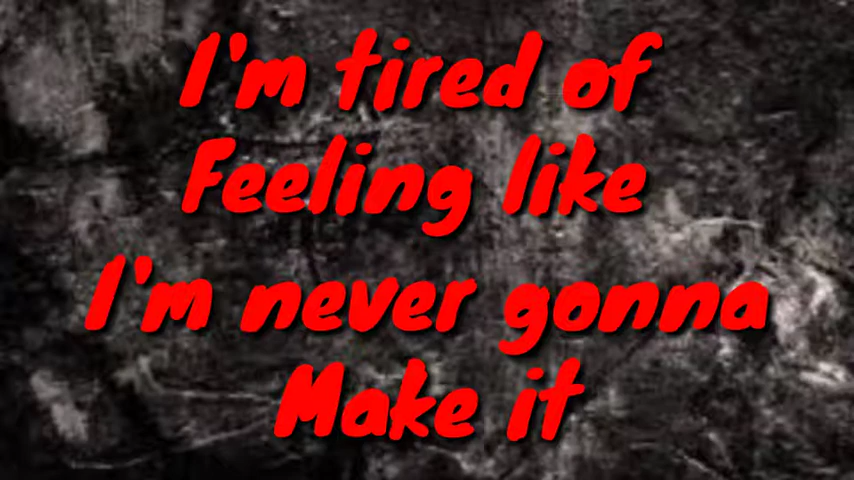 I'm tired of
Feeling like
I'm never gonna
Make it